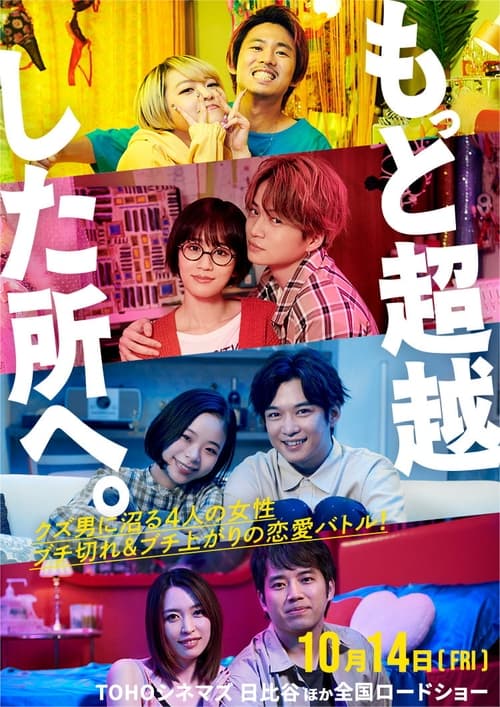 もっと超越
した所へ。
クズ男に沼る4人の女性
ブチ切れ&ブチ上がりの恋愛バトル!
10月14日(FRI)
TOHOシネマズ 日比谷ほか全国ロードショー